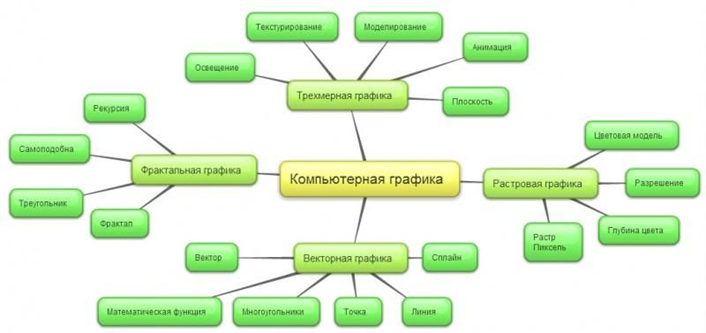 Текстурирование
Моделирование
Анимация
Освещение
Трехмерная графика
Плоскость
Рекурсия
Цветовая модель
Самоподобна
Фрактальная графика
Компьютерная графика
Растровая графика
Разрешение
Треугольник
Фрактал
Растр
Пиксель
Глубина цвета
Вектор
Векторная графика
Сплайн
Математическая функция
Многоугольники
Точка
Линия